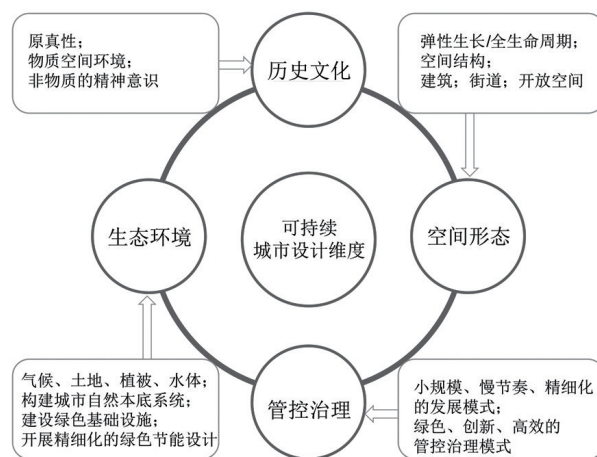 原真性；
物质空间环境；
非物质的精神意识
历史文化
弹性生长/全生命周期；
空间结构；
建筑；街道；开放空间
生态环境
可持续
城市设计维度
空间形态
气候、土地、植被、水体；
构建城市自然本底系统；
建设绿色基础设施；
开展精细化的绿色节能设计
管控治理
小规模、慢节奏、精细化
的发展模式；
绿色、创新、高效的
管控治理模式